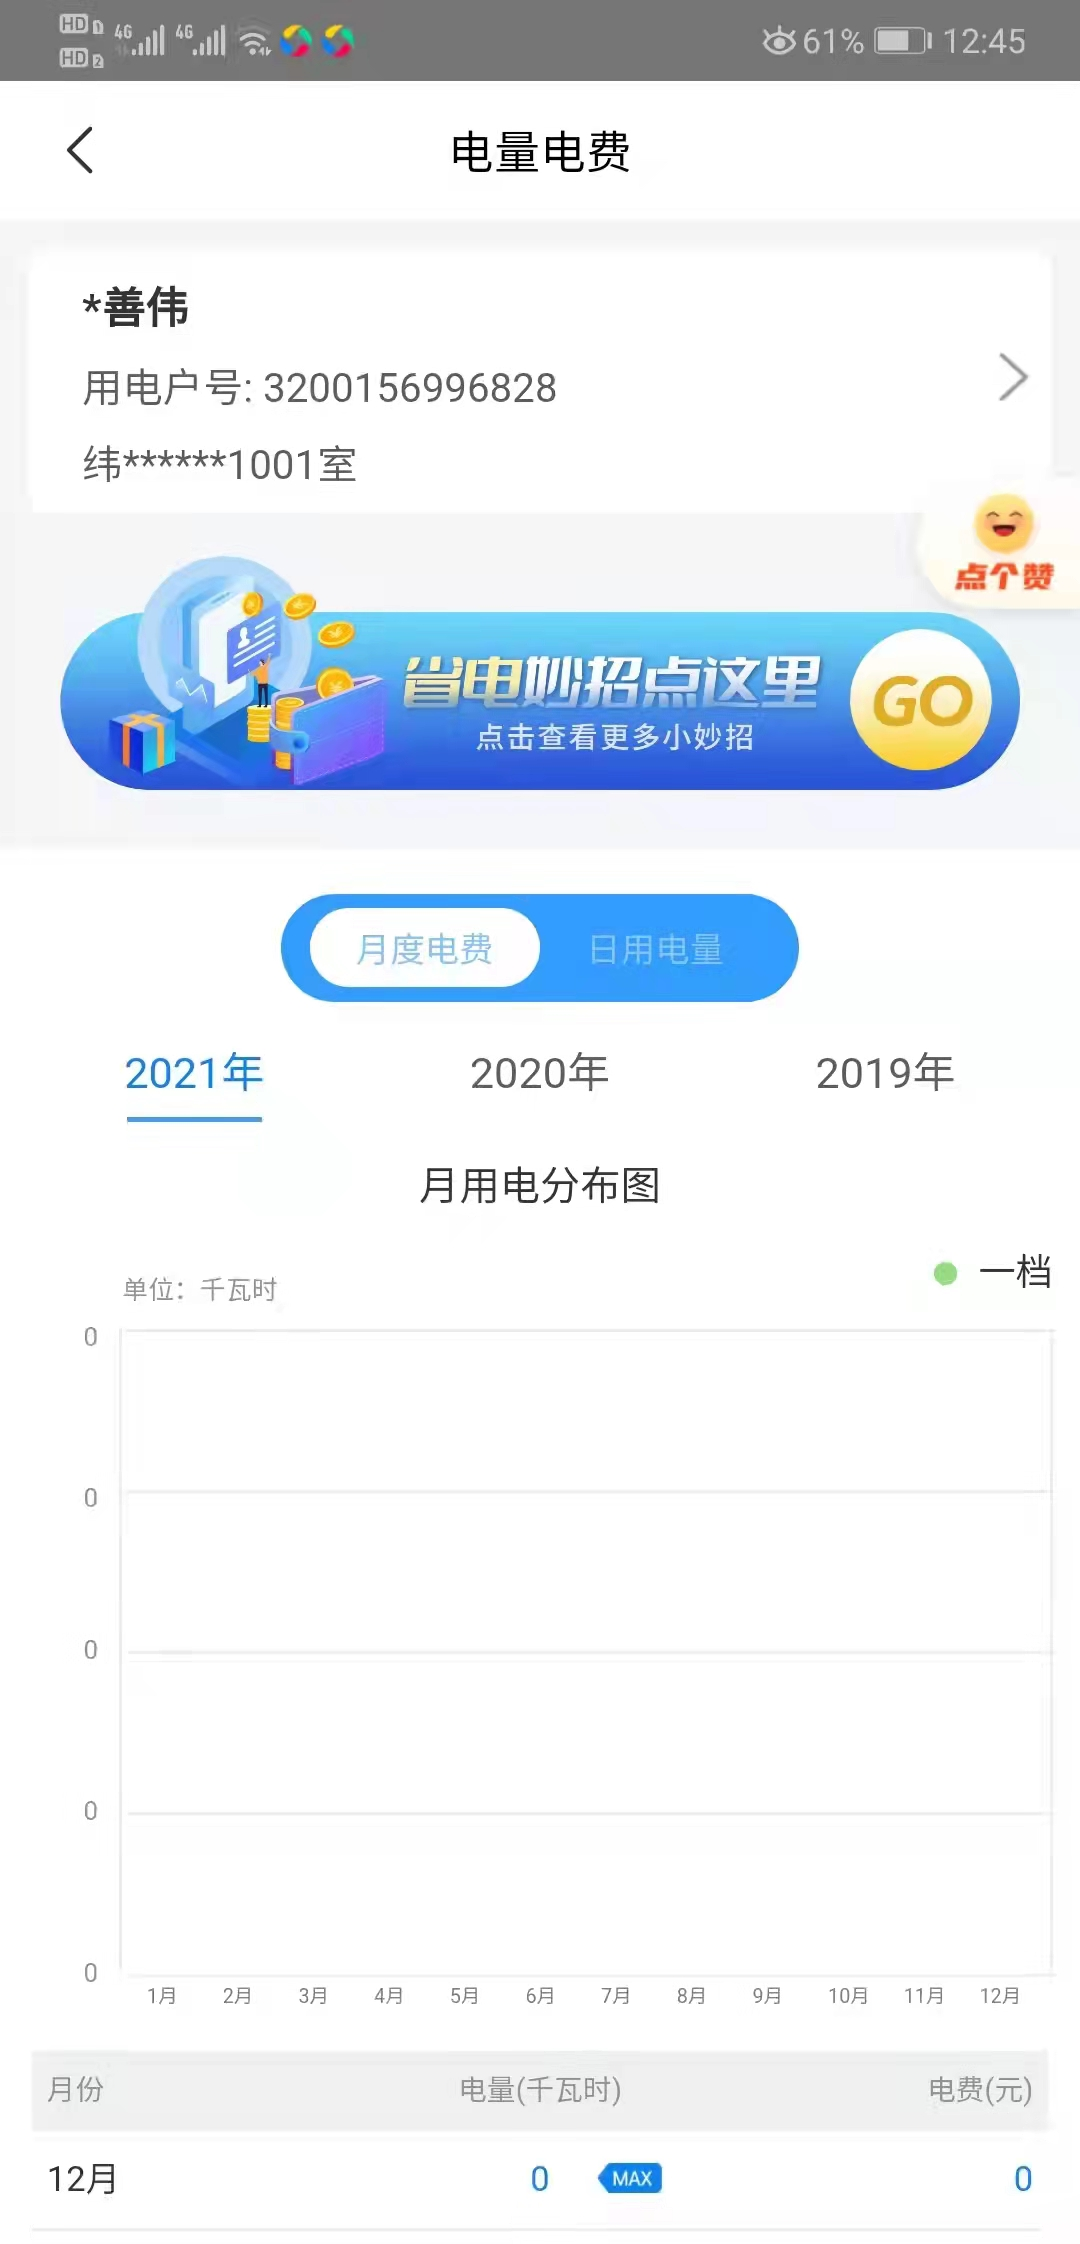 HD 1 4G 4G 61% 12:45
HD 2
电量电费
*善伟
用电户号: 3200156996828
纬******1001室
点个赞
省电妙招点这里
点击查看更多小妙招
GO
月度电费 日用电量
2021年 2020年 2019年
月用电分布图
单位：千瓦时
一档
0
0
0
0
0
1月 2月 3月 4月 5月 6月 7月 8月 9月 10月 11月 12月
月份 电量(千瓦时) 电费(元)
12月 0 MAX 0